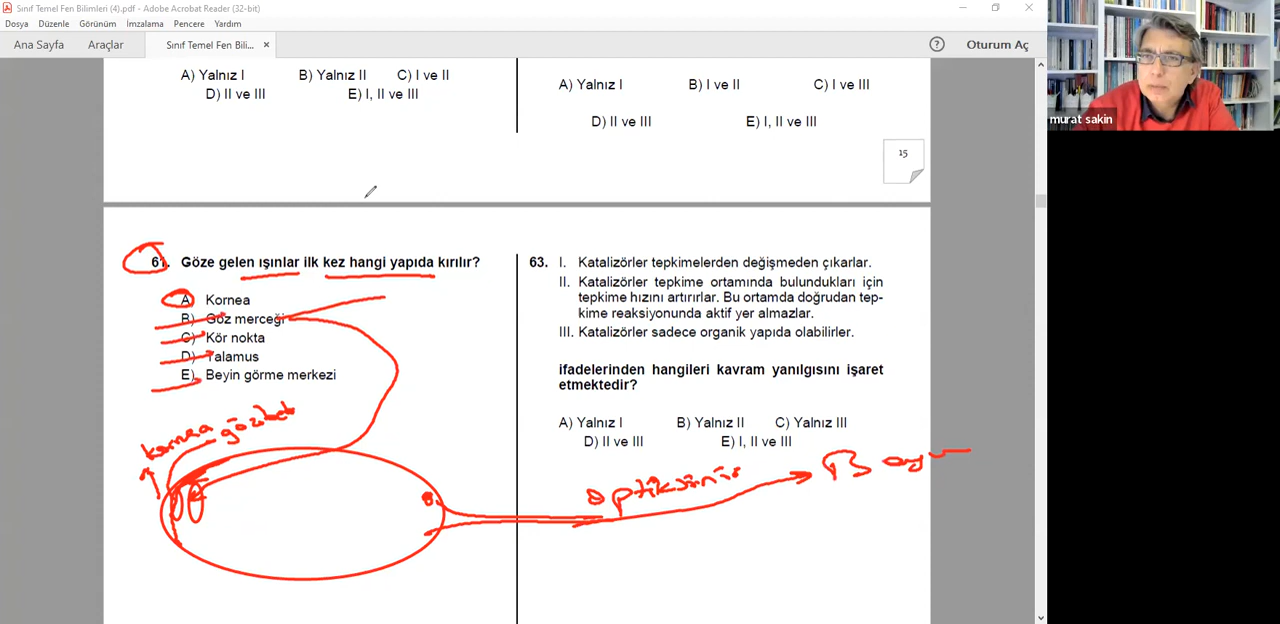 Sınıf Temel Fen Bilimleri (4).pdf - Adobe Acrobat Reader (32-bit)
Dosya Düzenle Görünüm İmzalama Pencere Yardım
Ana Sayfa Araçlar Sınıf Temel Fen Bili... × Oturum Aç
A) Yalnız I B) Yalnız II C) I ve II
D) II ve III E) I, II ve III
A) Yalnız I B) I ve II C) I ve III
D) II ve III E) I, II ve III
15
murat sakin
61. Göze gelen ışınlar ilk kez hangi yapıda kırılır?
A) Kornea
B) Göz merceği
C) Kör nokta
D) Talamus
E) Beyin görme merkezi
kornea gözbebe
63. I. Katalizörler tepkimelerden değişmeden çıkarlar.
II. Katalizörler tepkime ortamında bulundukları için
tepkime hızını artırırlar. Bu ortamda doğrudan tep-
kime reaksiyonunda aktif yer almazlar.
III. Katalizörler sadece organik yapıda olabilirler.
ifadelerinden hangileri kavram yanılgısını işaret
etmektedir?
A) Yalnız I B) Yalnız II C) Yalnız III
D) II ve III E) I, II ve III
optik sinir